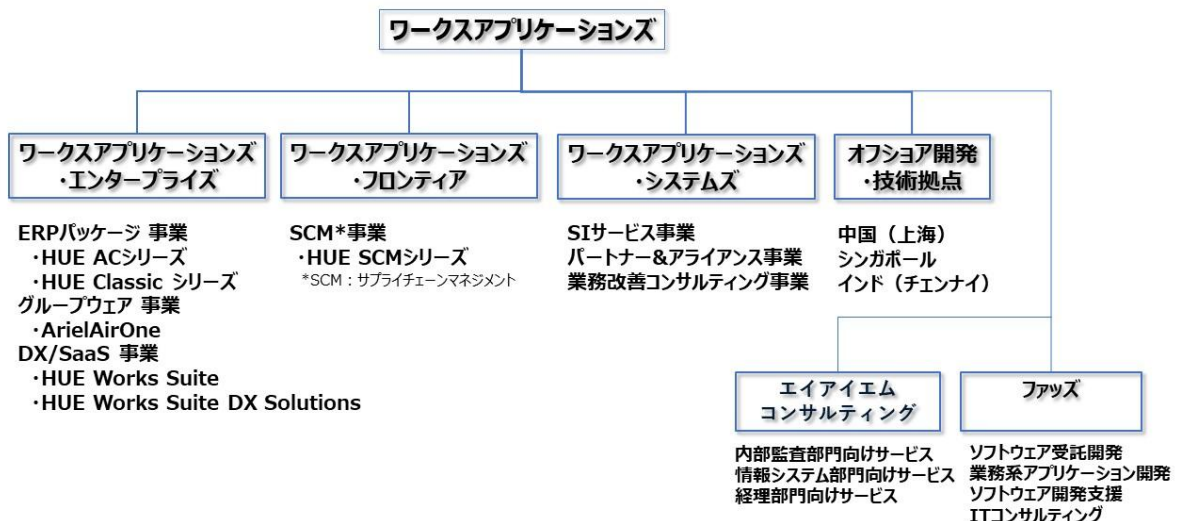 ワークスアプリケーションズ
ワークスアプリケーションズ
・エンタープライズ
ERPパッケージ 事業
・HUE ACシリーズ
・HUE Classic シリーズ
グループウェア 事業
・ArielAirOne
DX/SaaS 事業
・HUE Works Suite
・HUE Works Suite DX Solutions
ワークスアプリケーションズ
・フロンティア
SCM*事業
・HUE SCMシリーズ
*SCM：サプライチェーンマネジメント
ワークスアプリケーションズ
・システムズ
SIサービス事業
パートナー&アライアンス事業
業務改善コンサルティング事業
オフショア開発
・技術拠点
中国（上海）
シンガポール
インド（チェンナイ）
エイアイエム
コンサルティング
内部監査部門向けサービス
情報システム部門向けサービス
経理部門向けサービス
ファッズ
ソフトウェア受託開発
業務系アプリケーション開発
ソフトウェア開発支援
ITコンサルティング